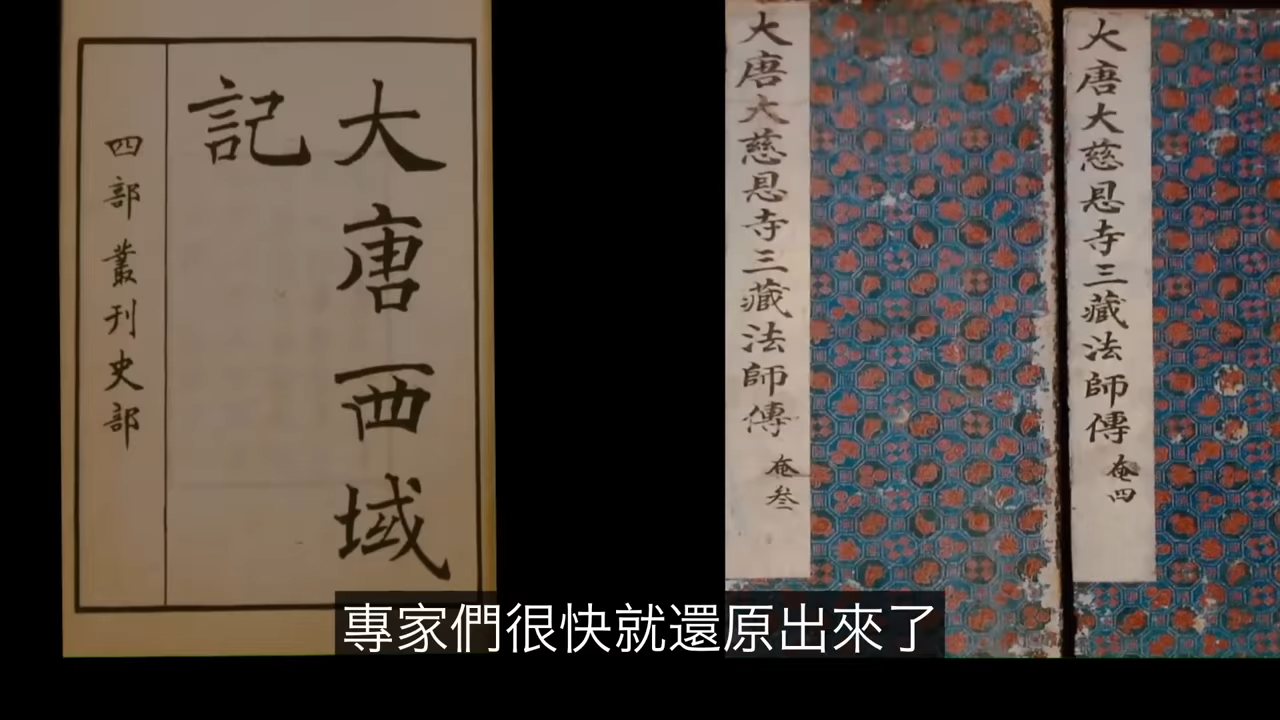 大唐西域
記
四部叢刊史部
大唐大慈恩寺三藏法師傳
奄叁
大唐大慈恩寺三藏法師傳
奄四
專家們很快就還原出來了